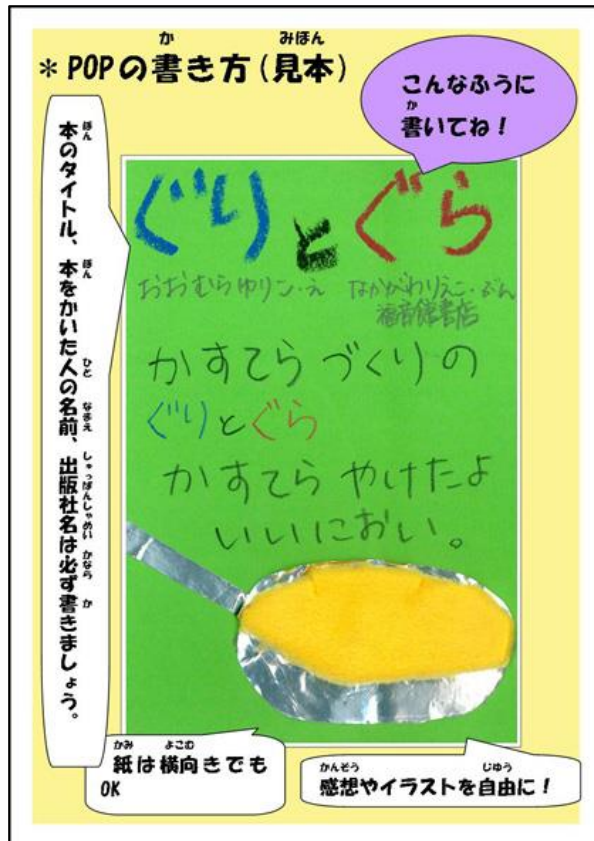 *POPの書き方(見本)
こんなふうに
書いてね!
本のタイトル、本をかいた人の名前、出版社名は必ず書きましょう。
ぐりとぐら
おおむらゆりこ・え なかがわりえこ・ぶん
福音館書店
かすてらづくりの
ぐりとぐら
かすてら やけたよ
いいにおい。
紙は横向きでも
OK
感想やイラストを自由に!